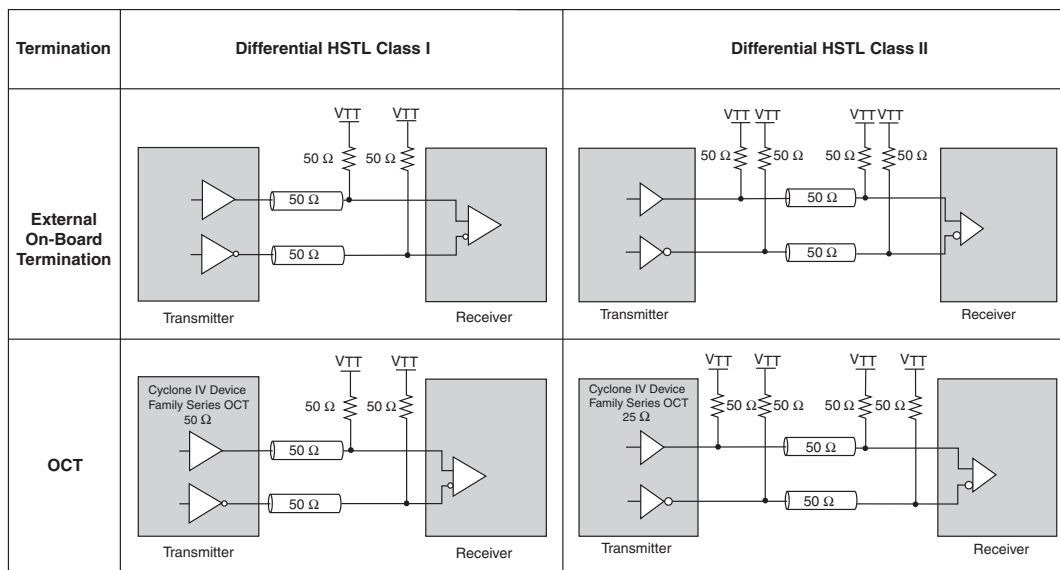 Termination
Differential HSTL Class I
Differential HSTL Class II
External
On-Board
Termination
VTT
VTT
50 Ω
50 Ω
50 Ω
50 Ω
Transmitter
Receiver
VTT
VTT
VTT
VTT
50 Ω
50 Ω
50 Ω
50 Ω
50 Ω
50 Ω
Transmitter
Receiver
OCT
Cyclone IV Device
Family Series OCT
50 Ω
VTT
VTT
50 Ω
50 Ω
50 Ω
50 Ω
Transmitter
Receiver
Cyclone IV Device
Family Series OCT
25 Ω
VTT
VTT
VTT
VTT
50 Ω
50 Ω
50 Ω
50 Ω
50 Ω
50 Ω
Transmitter
Receiver